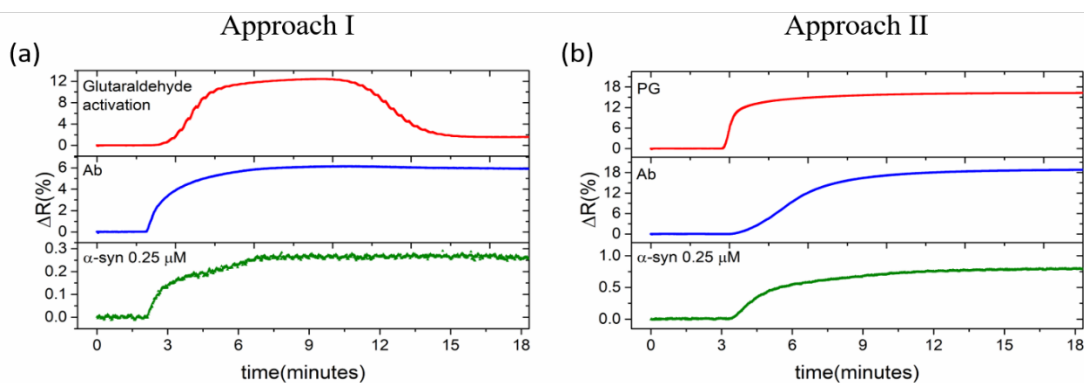 Approach I
(a)
Glutaraldehyde
activation
12
6
0
Ab
6
4
2
0
α-syn 0.25 μM
0.3
0.2
0.1
0.0
ΔR(%)
0 3 6 9 12 15 18
time(minutes)
Approach II
(b)
PG
18
12
6
0
Ab
18
12
6
0
α-syn 0.25 μM
1.0
0.5
0.0
ΔR(%)
0 3 6 9 12 15 18
time(minutes)